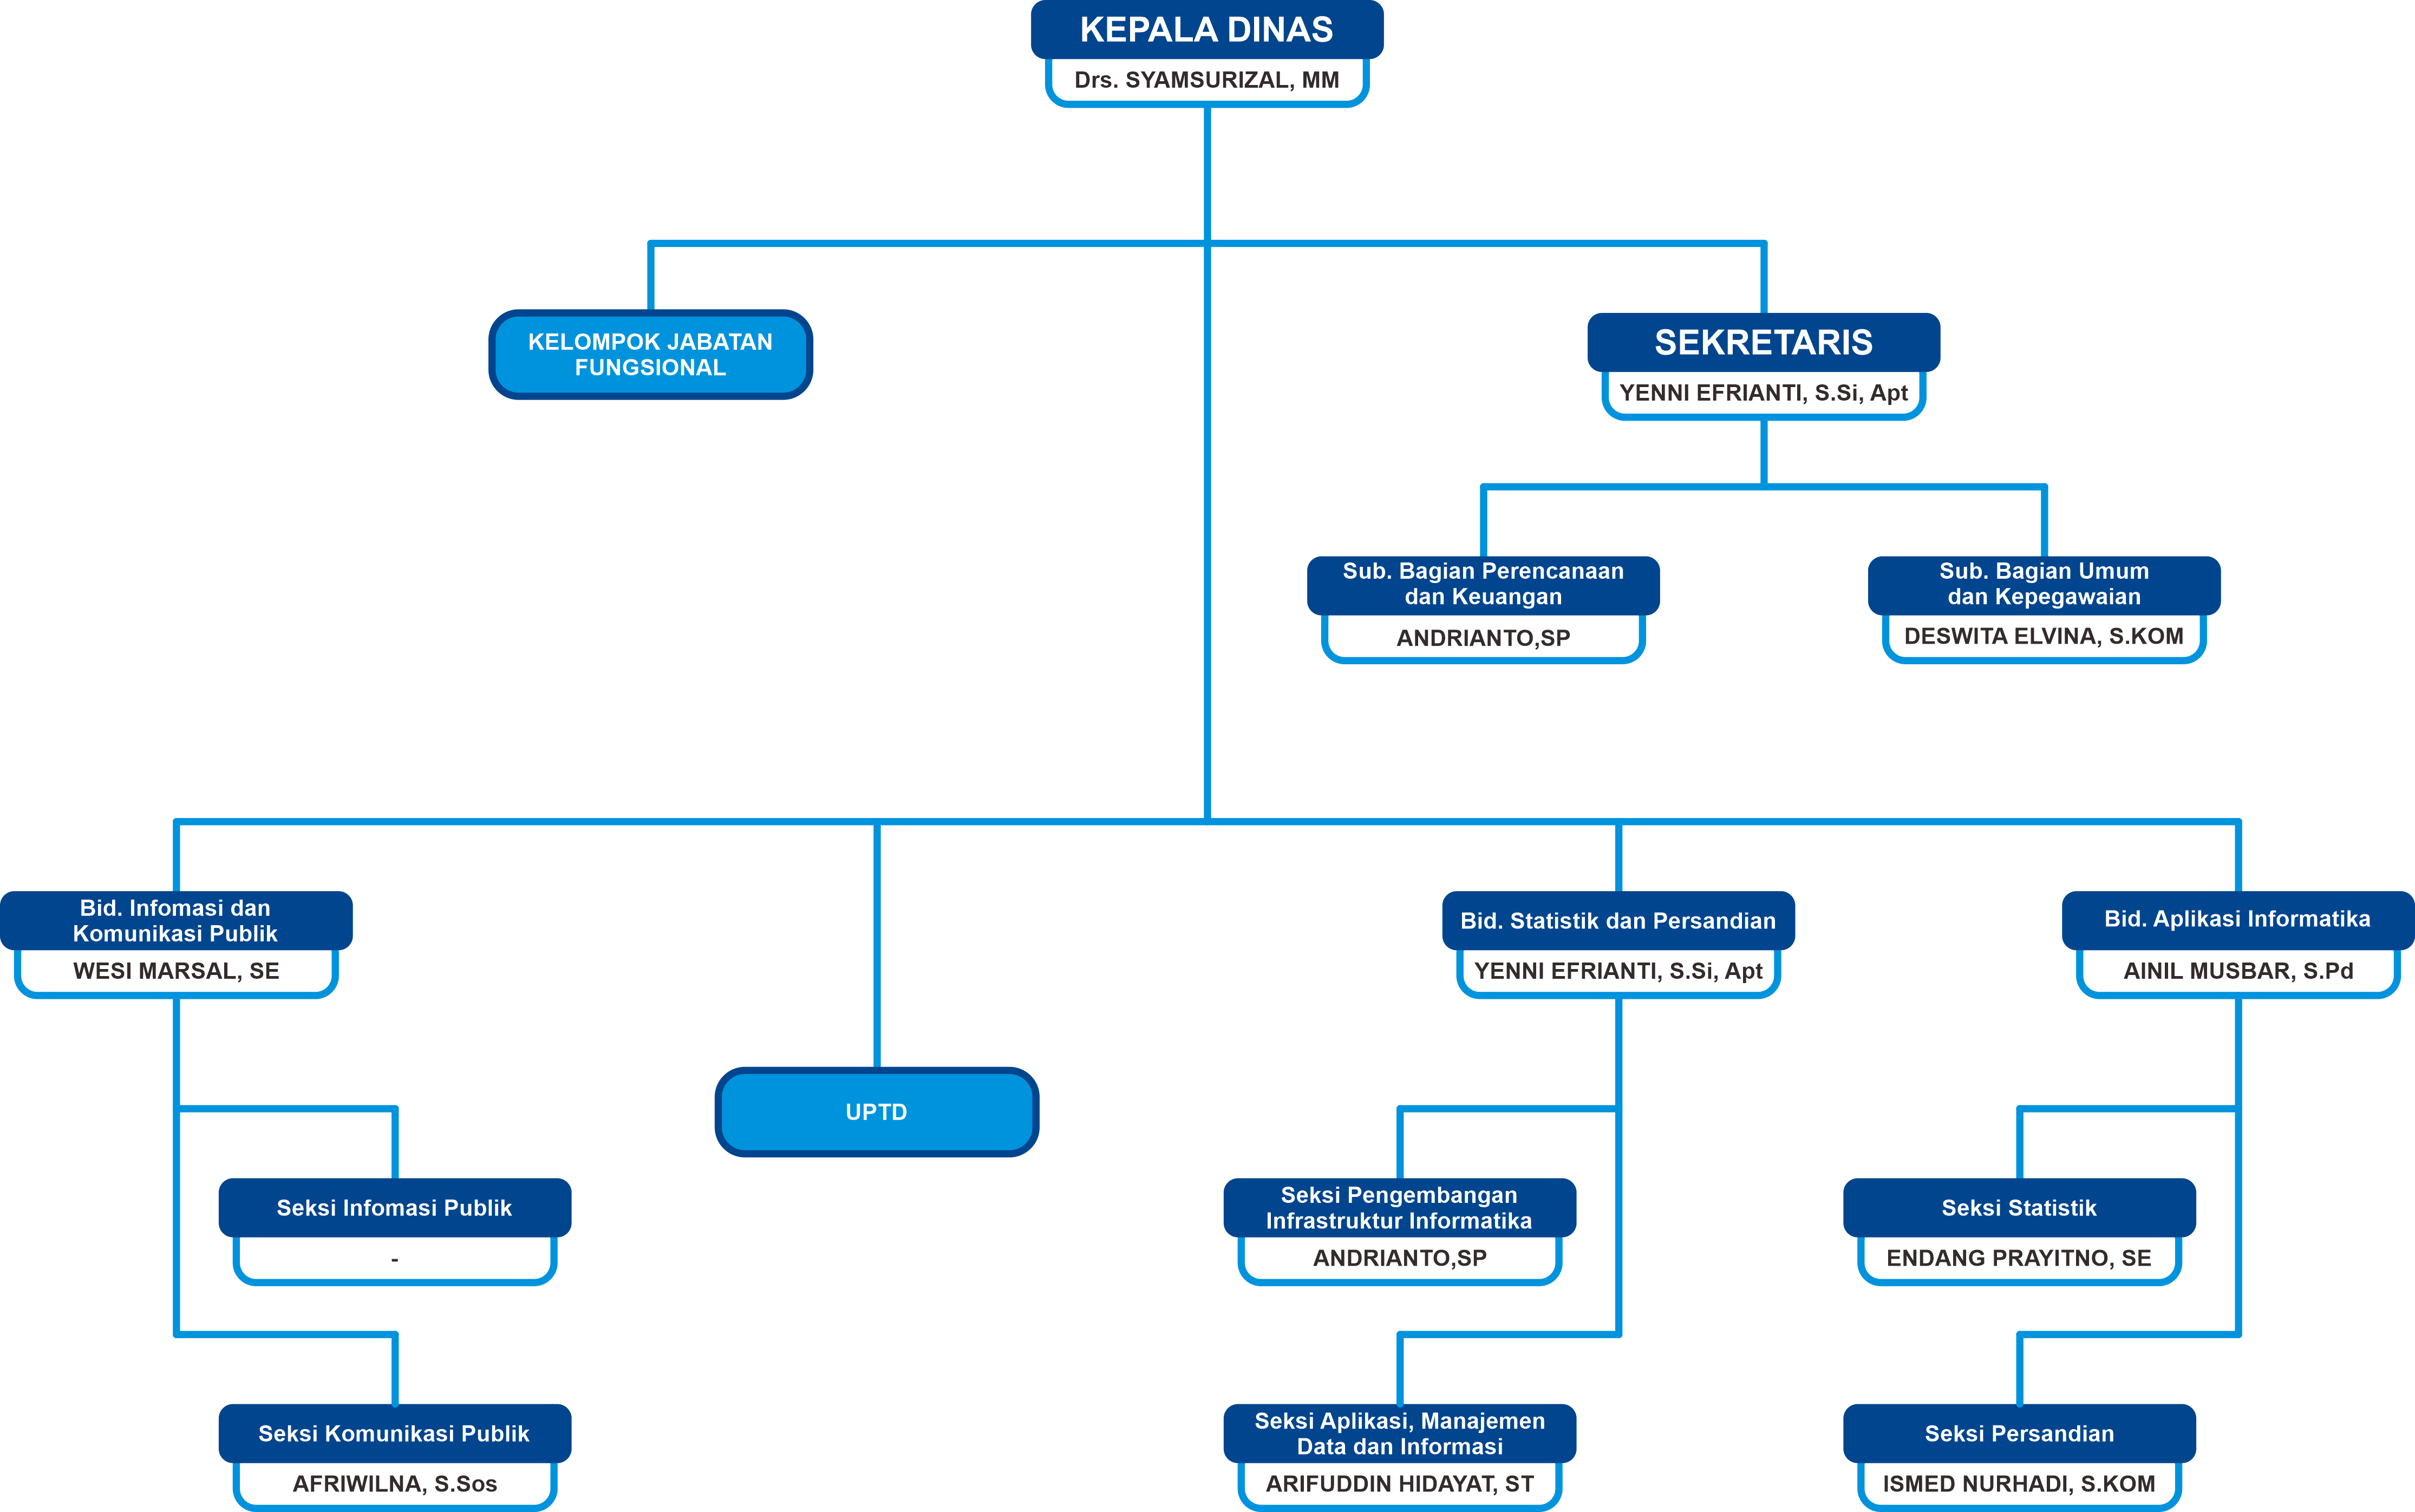 KEPALA DINAS
Drs. SYAMSURIZAL, MM
KELOMPOK JABATAN
FUNGSIONAL
SEKRETARIS
YENNI EFRIANTI, S.Si, Apt
Sub. Bagian Perencanaan
dan Keuangan
ANDRIANTO,SP
Sub. Bagian Umum
dan Kepegawaian
DESWITA ELVINA, S.KOM
Bid. Infomasi dan
Komunikasi Publik
WESI MARSAL, SE
Bid. Statistik dan Persandian
YENNI EFRIANTI, S.Si, Apt
Bid. Aplikasi Informatika
AINIL MUSBAR, S.Pd
UPTD
Seksi Infomasi Publik
-
Seksi Pengembangan
Infrastruktur Informatika
ANDRIANTO,SP
Seksi Statistik
ENDANG PRAYITNO, SE
Seksi Komunikasi Publik
AFRIWILNA, S.Sos
Seksi Aplikasi, Manajemen
Data dan Informasi
ARIFUDDIN HIDAYAT, ST
Seksi Persandian
ISMED NURHADI, S.KOM